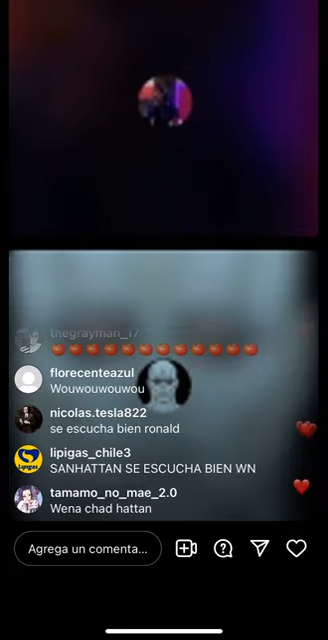 thegrayman_17
florecenteazul
Wouwouwouwou
nicolas.tesla822
se escucha bien ronald
lipigas_chile3
SANHATTAN SE ESCUCHA BIEN WN
Lipigas
tamamo_no_mae_2.0
Wena chad hattan
Agrega un comenta...